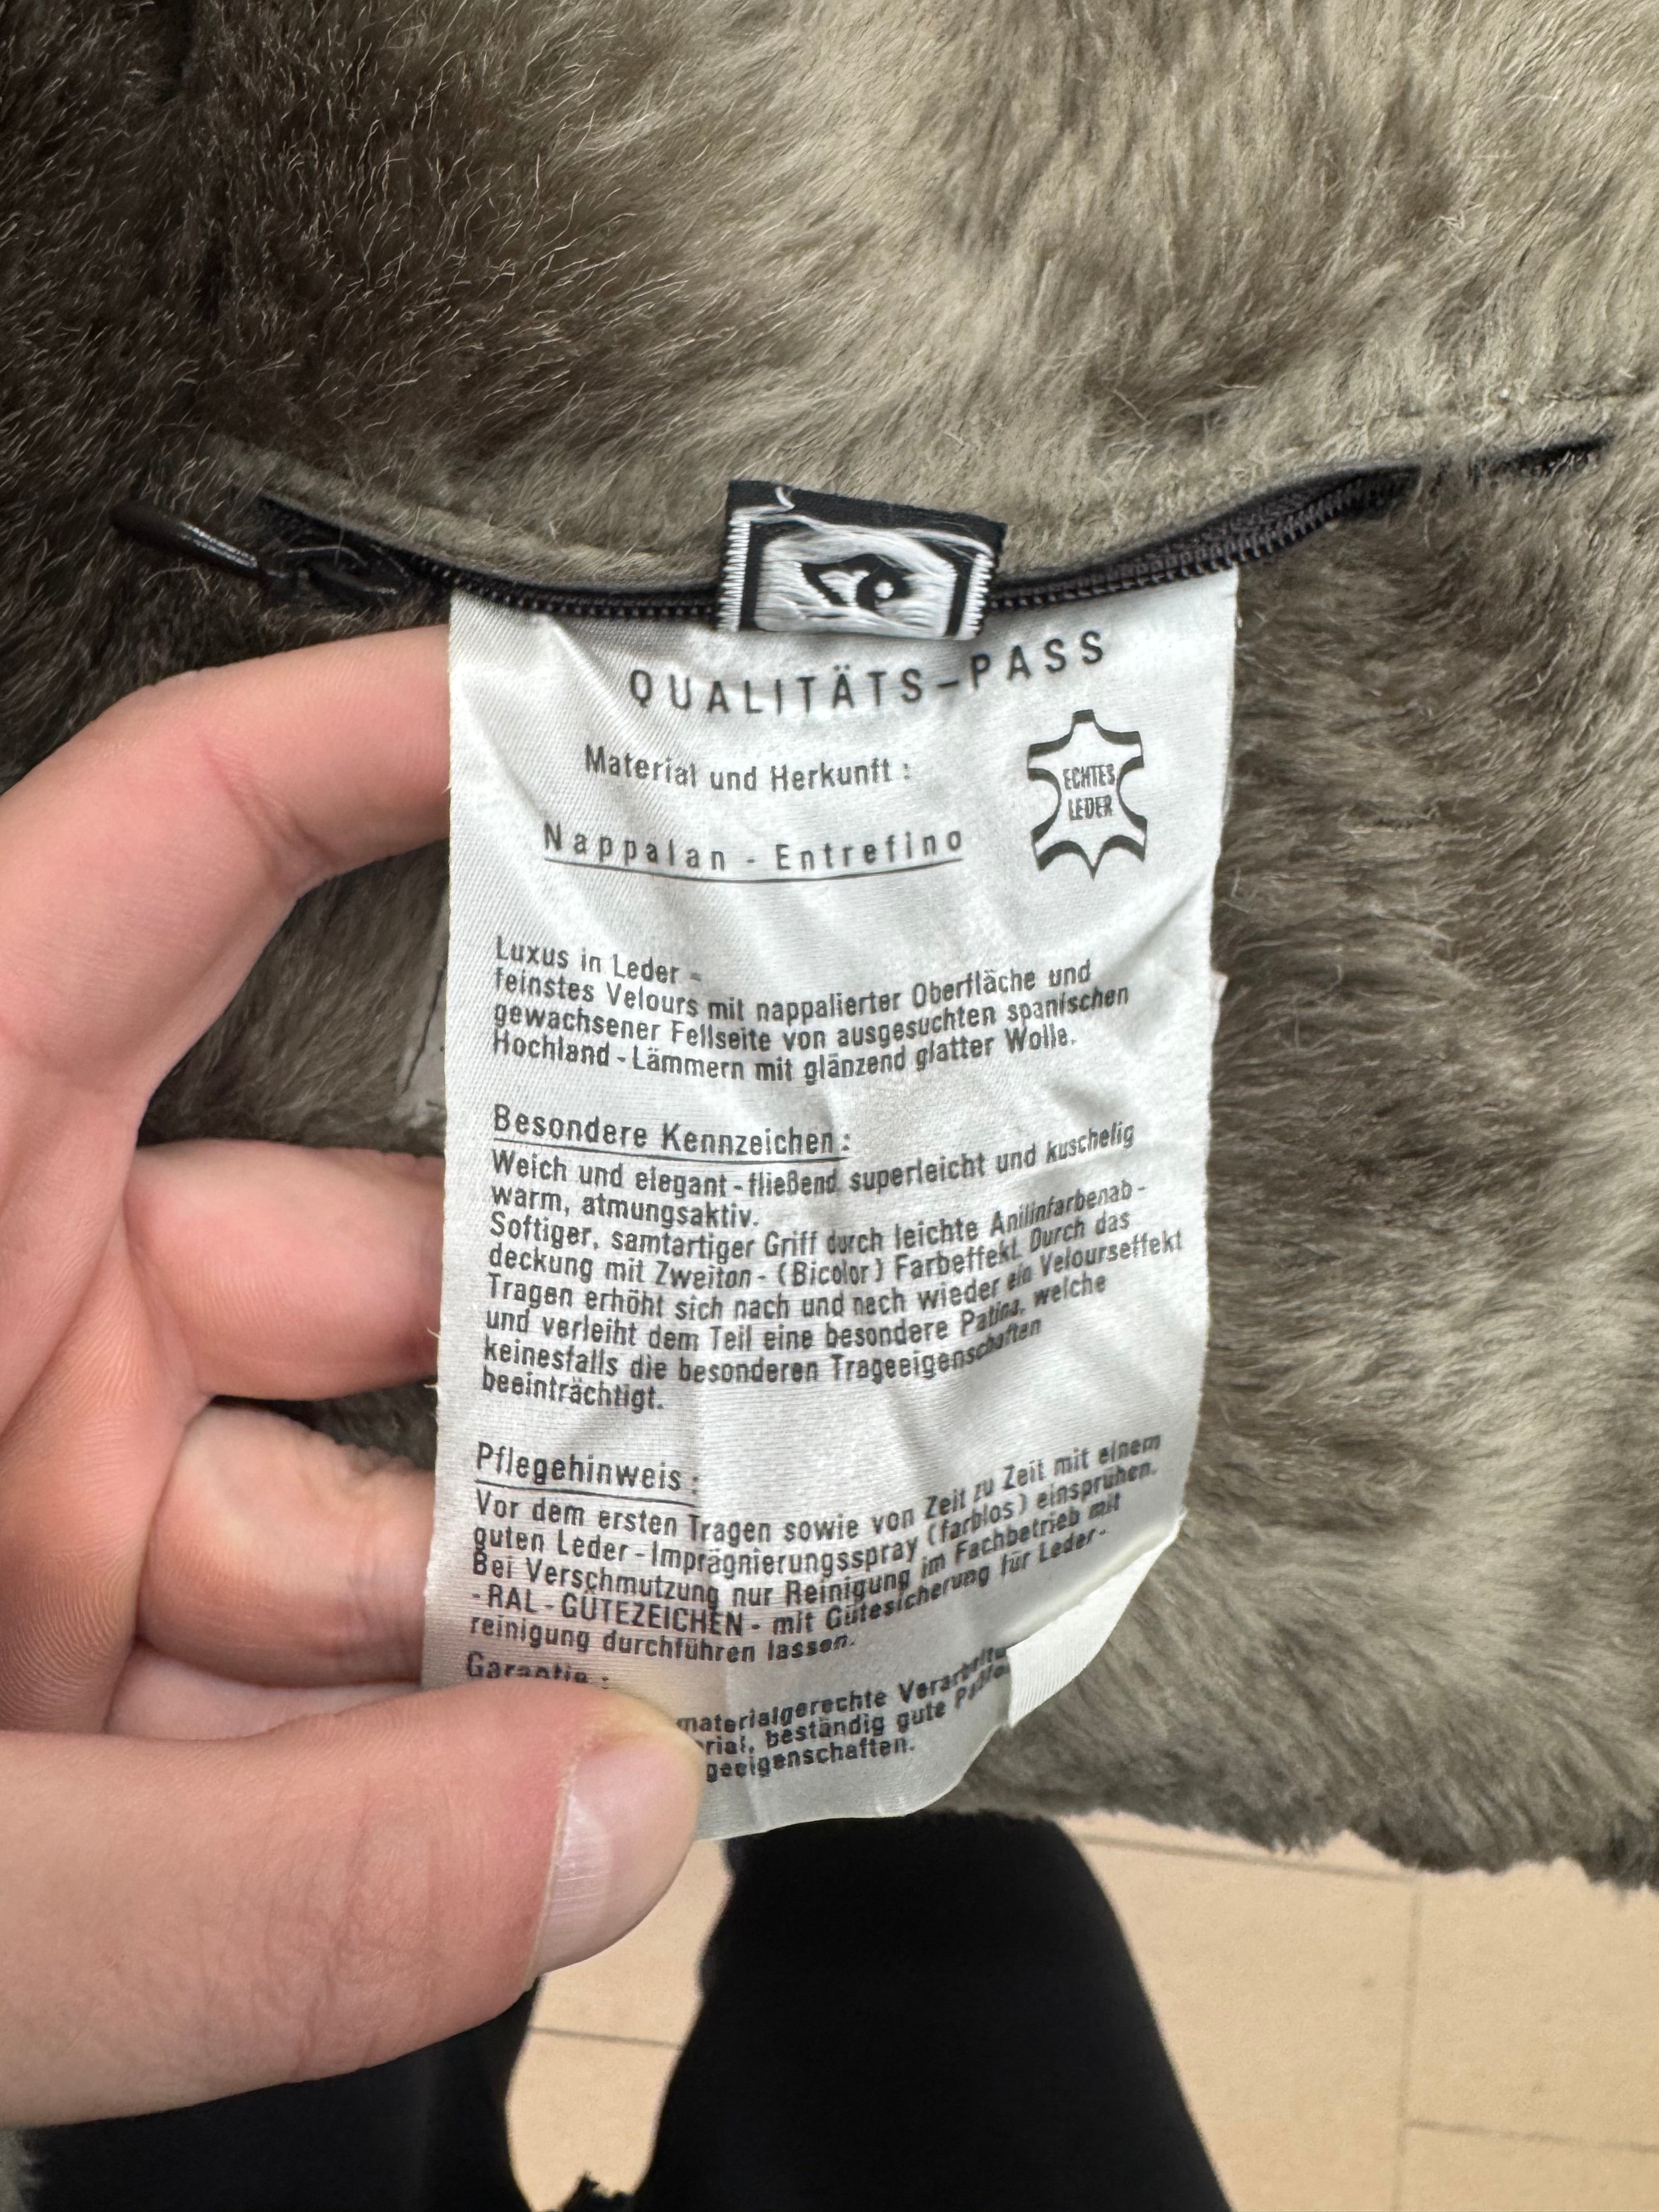 QUALITÄTS-PASS
Material und Herkunft :
ECHTES
LEDER
Nappalan - Entrefino
Luxus in Leder -
feinstes Velours mit nappalierter Oberfläche und
gewachsener Fellseite von ausgesuchten spanischen
Hochland - Lämmern mit glänzend glatter Wolle.
Besondere Kennzeichen :
Weich und elegant - fließend superleicht und kuschelig
warm, atmungsaktiv.
Softiger, samtartiger Griff durch leichte Anilinfarbenab -
deckung mit Zweiton - (Bicolor) Farbeffekt. Durch das
Tragen erhöht sich nach und nach wieder ein Velourseffekt
und verleiht dem Teil eine besondere Patina, welche
keinesfalls die besonderen Trageeigenschaften
beeinträchtigt.
Pflegehinweis :
Vor dem ersten Tragen sowie von Zeit zu Zeit mit einem
guten Leder - Imprägnierungsspray (farblos) einsprühen.
Bei Verschmutzung nur Reinigung im Fachbetrieb mit
- RAL - GÜTEZEICHEN - mit Gütesicherung für Leder -
reinigung durchführen lassen.
Garantie :
materialgerechte
beständig gute
geeigenschaften.